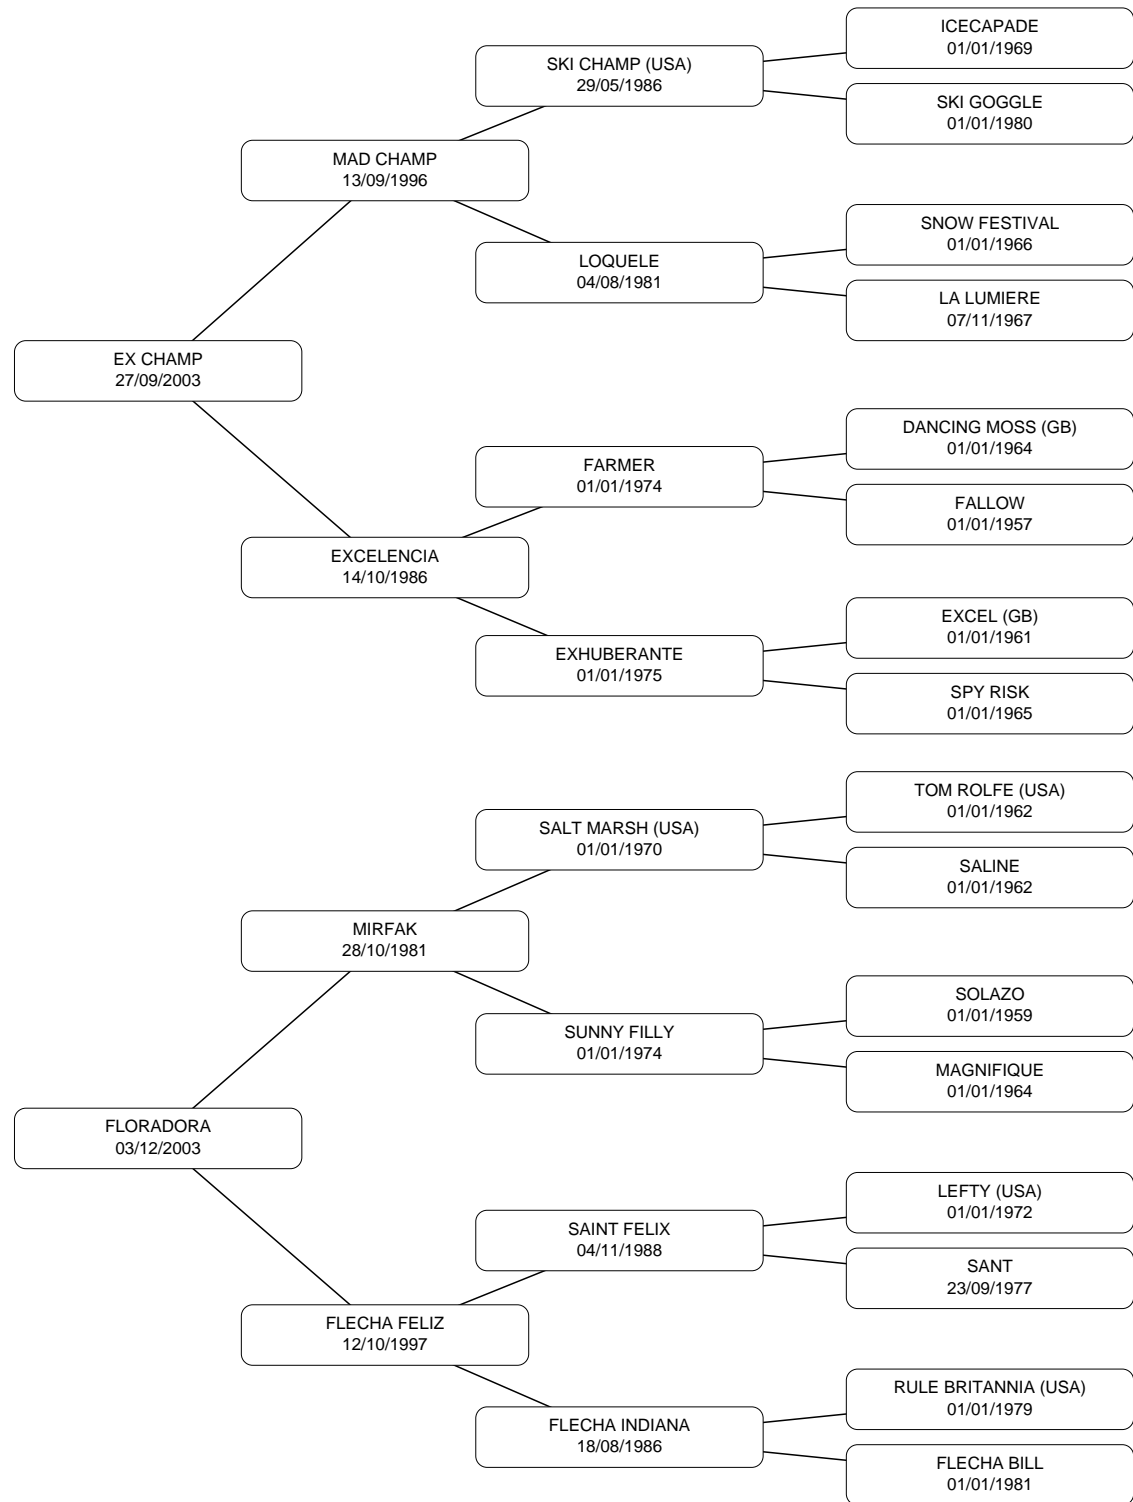 ICECAPADE
01/01/1969
SKI CHAMP (USA)
29/05/1986
SKI GOGGLE
01/01/1980
MAD CHAMP
13/09/1996
SNOW FESTIVAL
01/01/1966
LOQUELE
04/08/1981
LA LUMIERE
07/11/1967
EX CHAMP
27/09/2003
DANCING MOSS (GB)
01/01/1964
FARMER
01/01/1974
FALLOW
01/01/1957
EXCELENCIA
14/10/1986
EXCEL (GB)
01/01/1961
EXHUBERANTE
01/01/1975
SPY RISK
01/01/1965
TOM ROLFE (USA)
01/01/1962
SALT MARSH (USA)
01/01/1970
SALINE
01/01/1962
MIRFAK
28/10/1981
SOLAZO
01/01/1959
SUNNY FILLY
01/01/1974
MAGNIFIQUE
01/01/1964
FLORADORA
03/12/2003
LEFTY (USA)
01/01/1972
SAINT FELIX
04/11/1988
SANT
23/09/1977
FLECHA FELIZ
12/10/1997
RULE BRITANNIA (USA)
01/01/1979
FLECHA INDIANA
18/08/1986
FLECHA BILL
01/01/1981